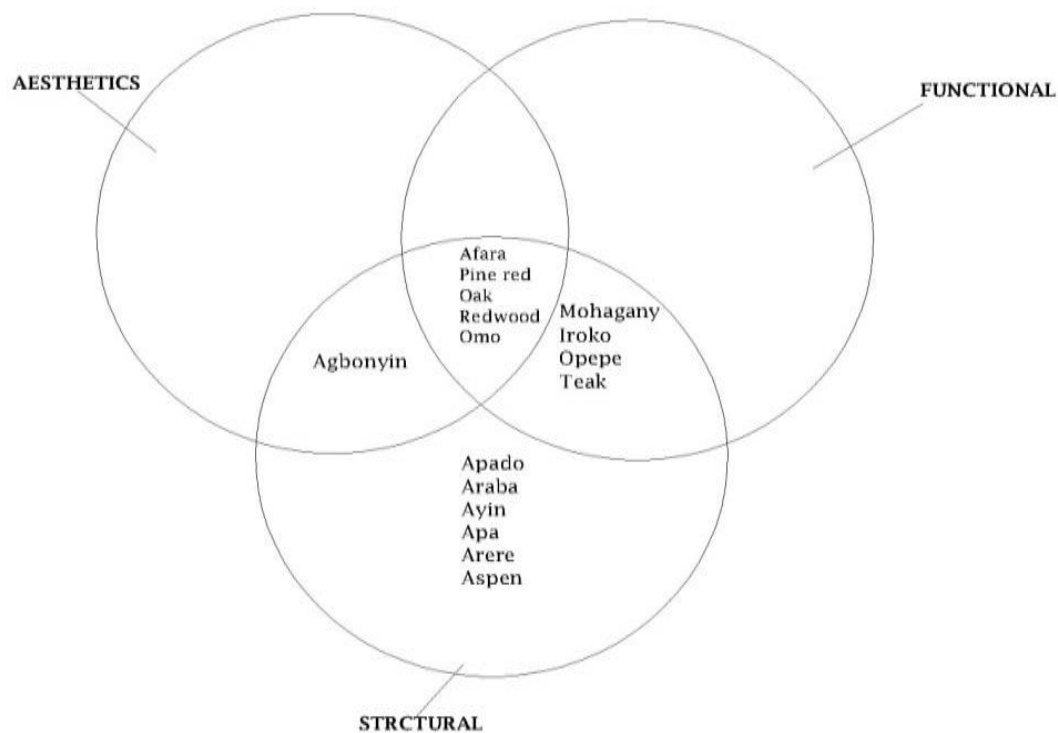 AESTHETICS
FUNCTIONAL
Afara
Pine red
Oak
Redwood
Omo
Mohagany
Iroko
Opepe
Teak
Agbonyin
Apado
Araba
Ayin
Apa
Arere
Aspen
STRCTURAL